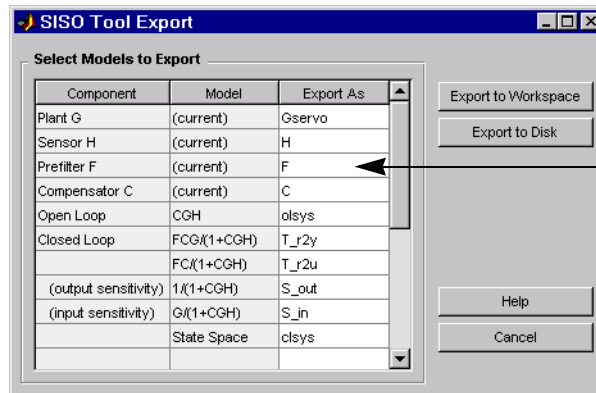 SISO Tool Export
Select Models to Export
Component Model Export As
Plant G (current) Gservo
Sensor H (current) H
Prefilter F (current) F
Compensator C (current) C
Open Loop CGH olsys
Closed Loop FCG/(1+CGH) T_r2y
FC/(1+CGH) T_r2u
(output sensitivity) 1/(1+CGH) S_out
(input sensitivity) G/(1+CGH) S_in
State Space clsys
Export to Workspace
Export to Disk
Help
Cancel